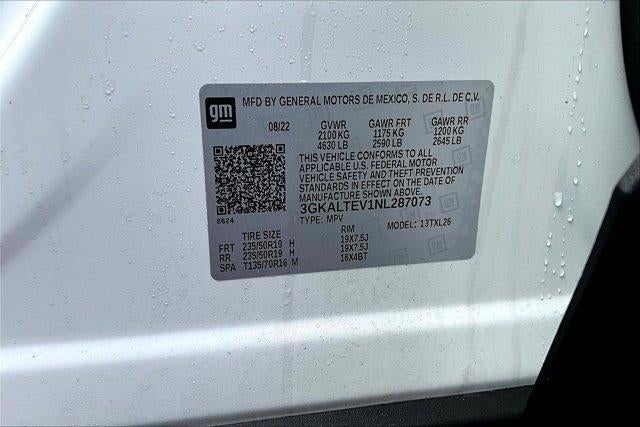 gm MFD BY GENERAL MOTORS DE MEXICO, S. DE R.L. DE C.V.
08/22 GVWR GAWR FRT GAWR RR
2100 KG 1175 KG 1200 KG
4630 LB 2590 LB 2645 LB
THIS VEHICLE CONFORMS TO ALL
APPLICABLE U.S. FEDERAL MOTOR
VEHICLE SAFETY AND THEFT PREVENTION
STANDARDS IN EFFECT ON THE DATE OF
MANUFACTURE SHOWN ABOVE.
8624 3GKALTEV1NL287073
TYPE: MPV MODEL: 13TXL26
TIRE SIZE RIM
FRT 235/50R19 H 19X7.5J
RR 235/50R19 H 19X7.5J
SPA T135/70R16 M 16X4BT